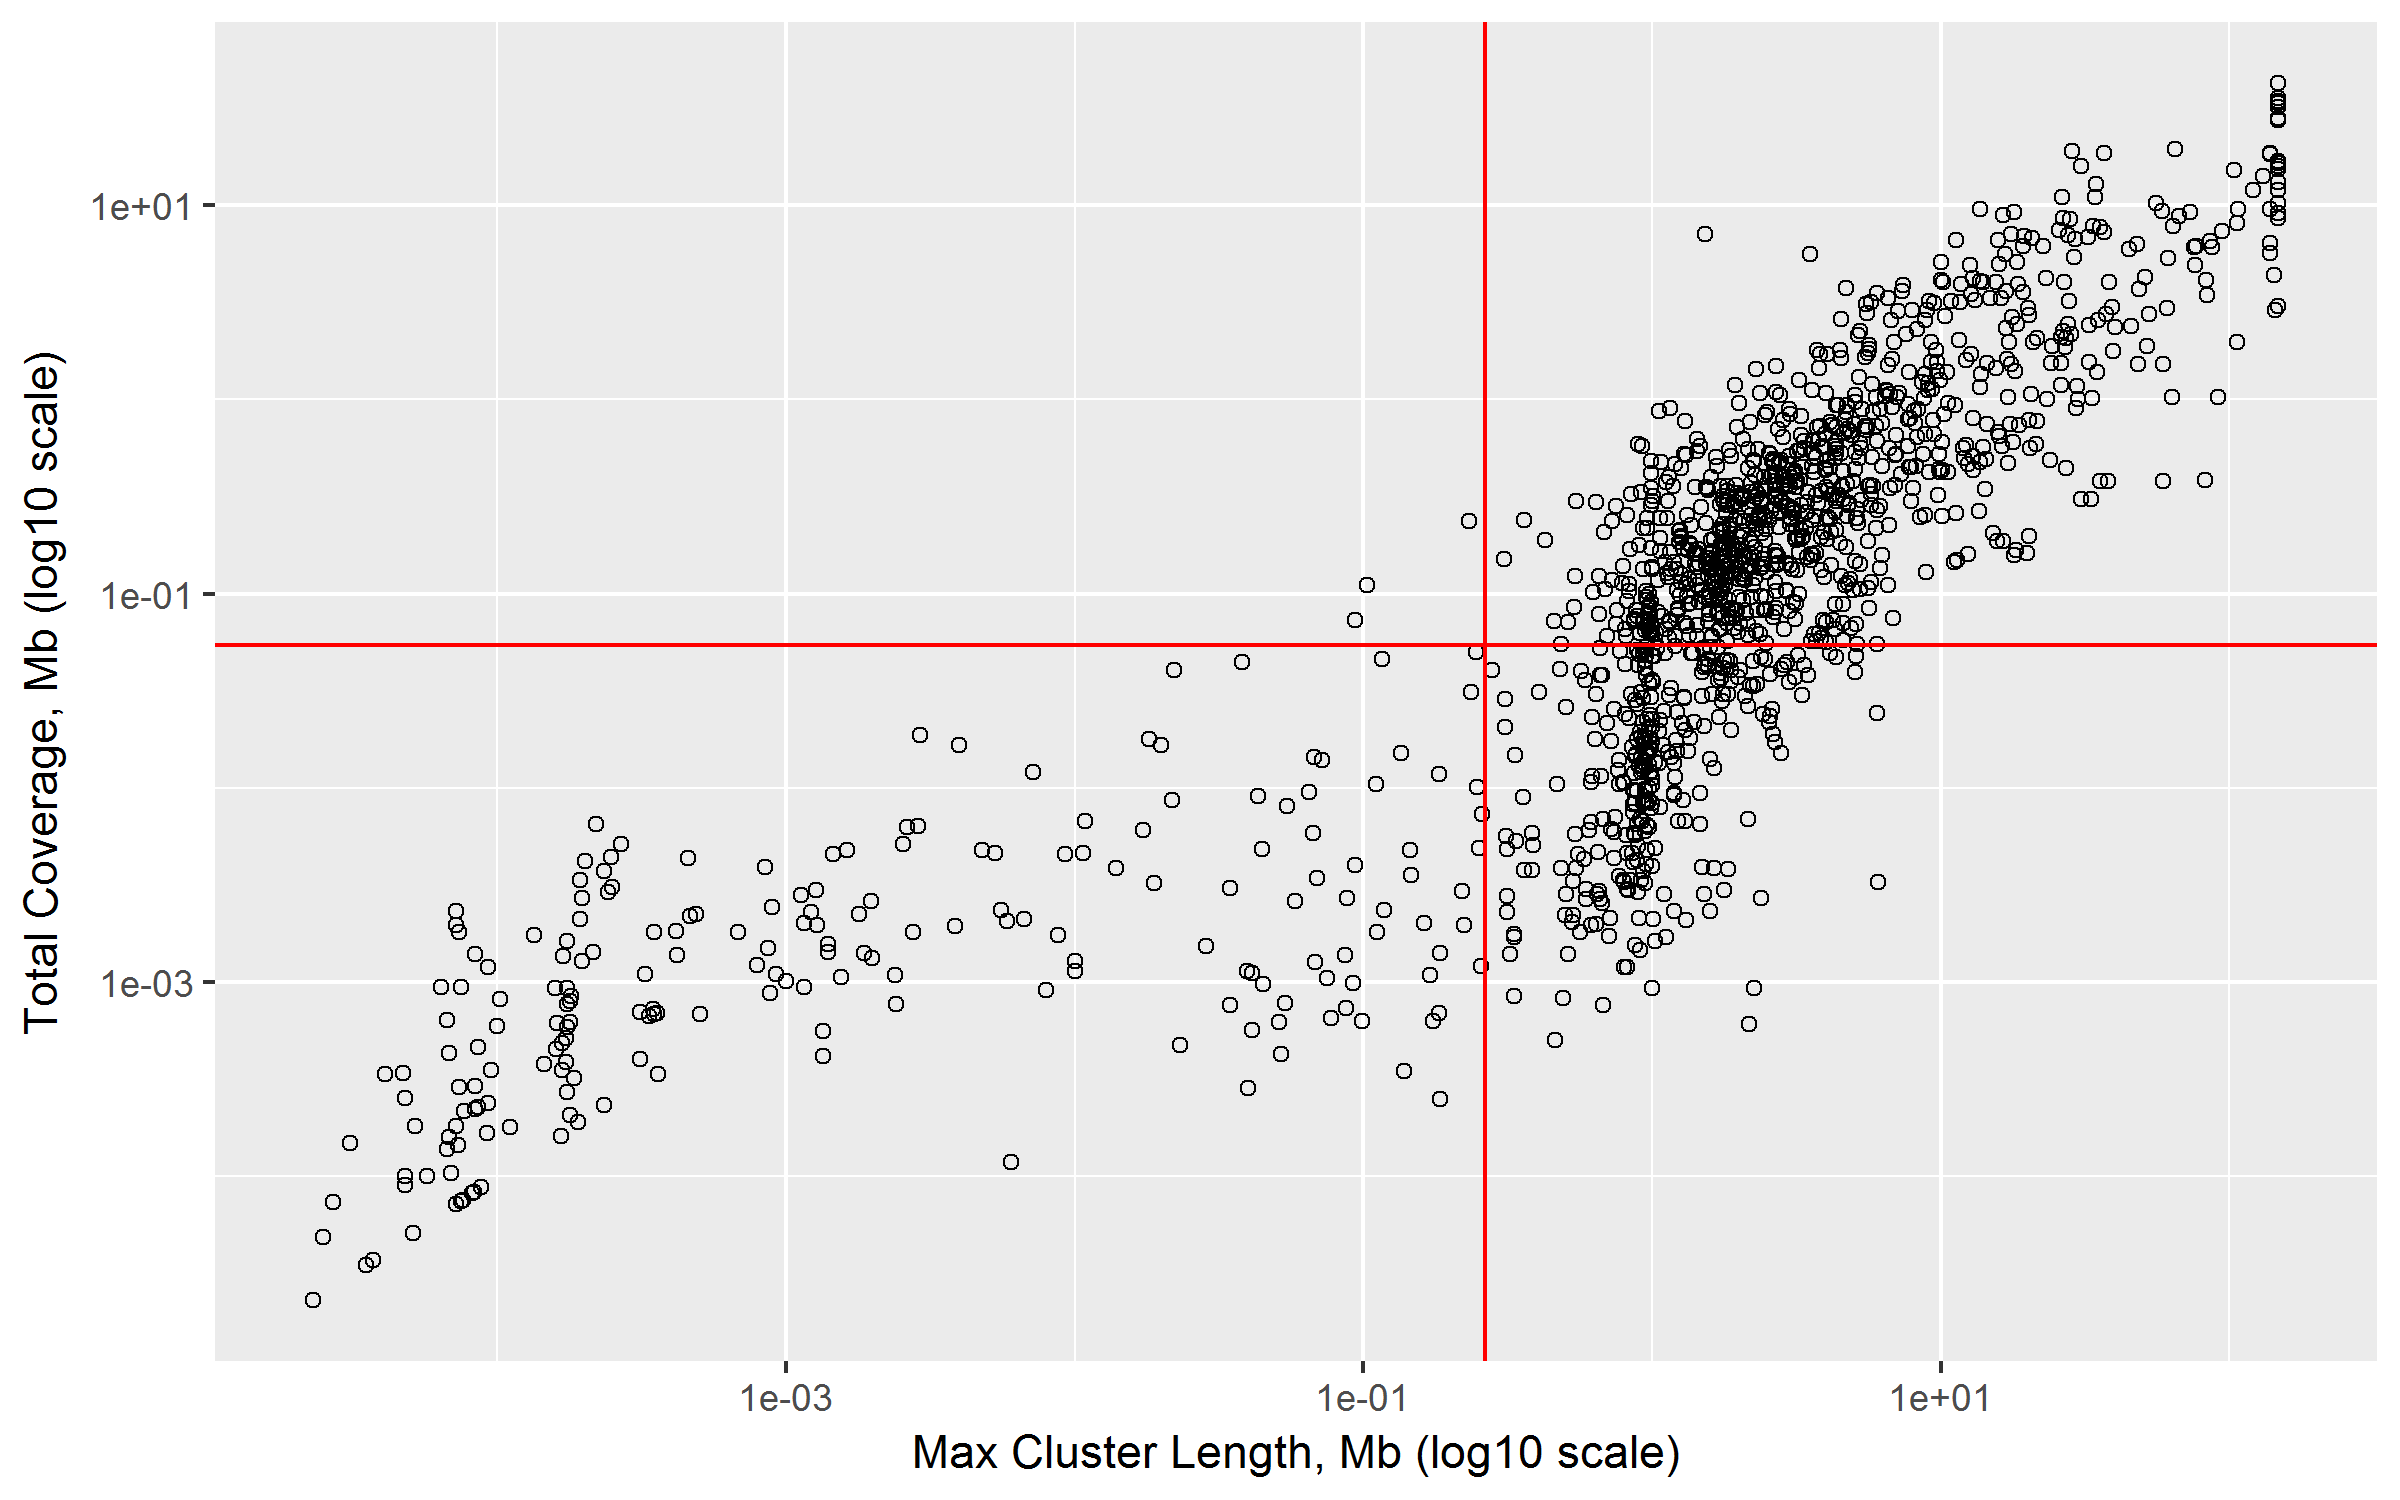 Total Coverage, Mb (log10 scale)
1e+01
1e-01
1e-03
1e-03
1e-01
1e+01
Max Cluster Length, Mb (log10 scale)